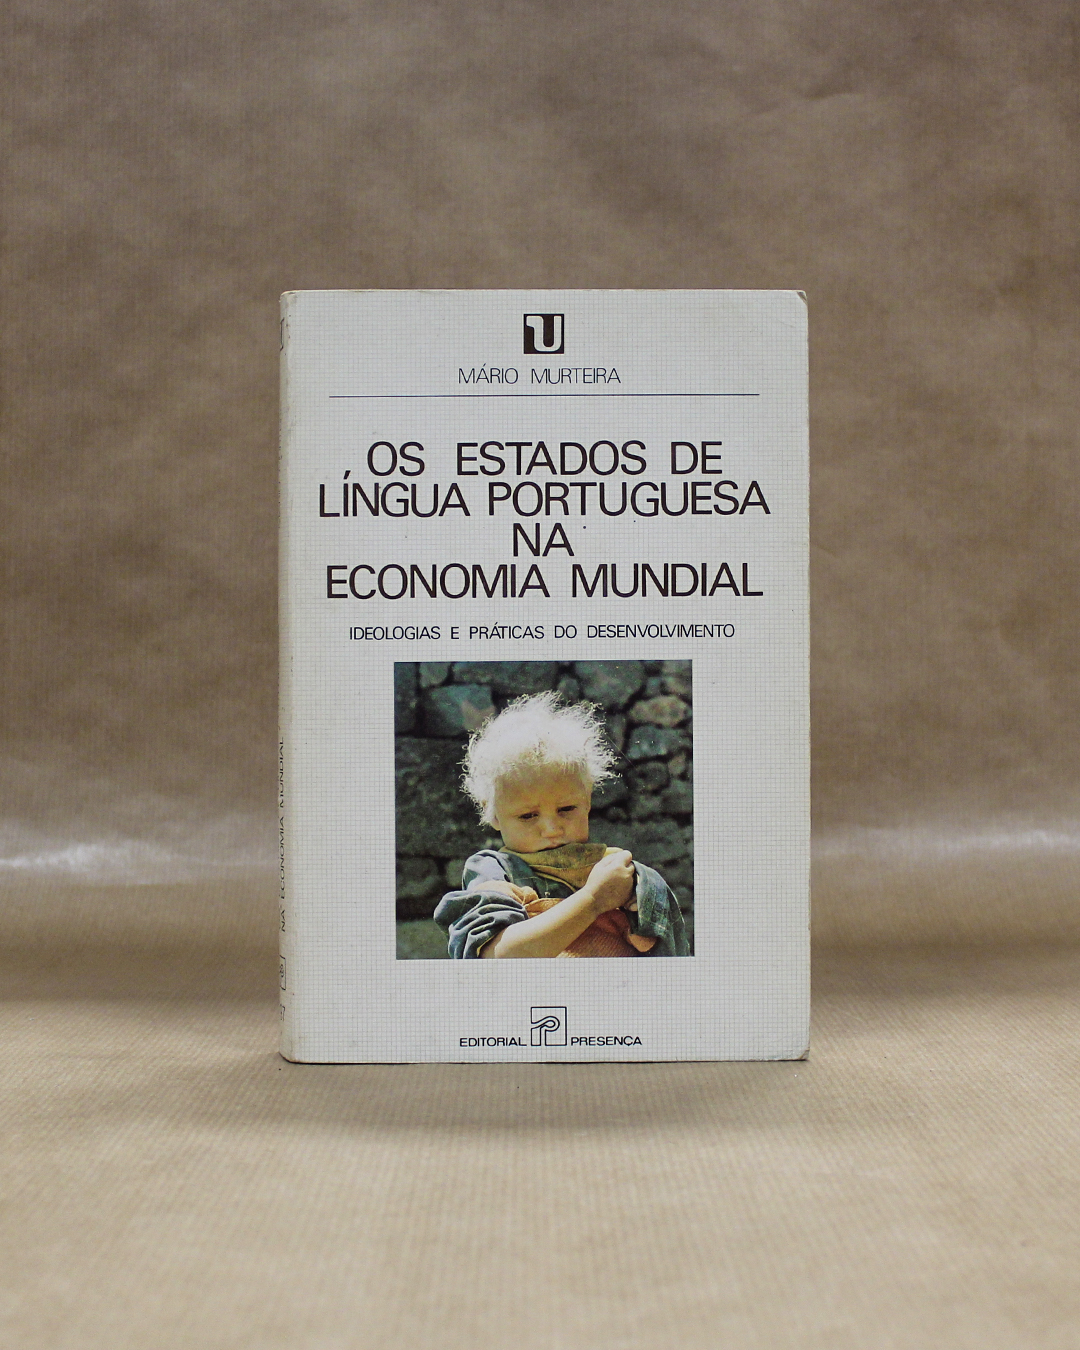 U
MÁRIO MURTEIRA
OS ESTADOS DE
LÍNGUA PORTUGUESA
NA
ECONOMIA MUNDIAL
IDEOLOGIAS E PRÁTICAS DO DESENVOLVIMENTO
EDITORIAL PRESENÇA
NA ECONOMIA MUNDIAL